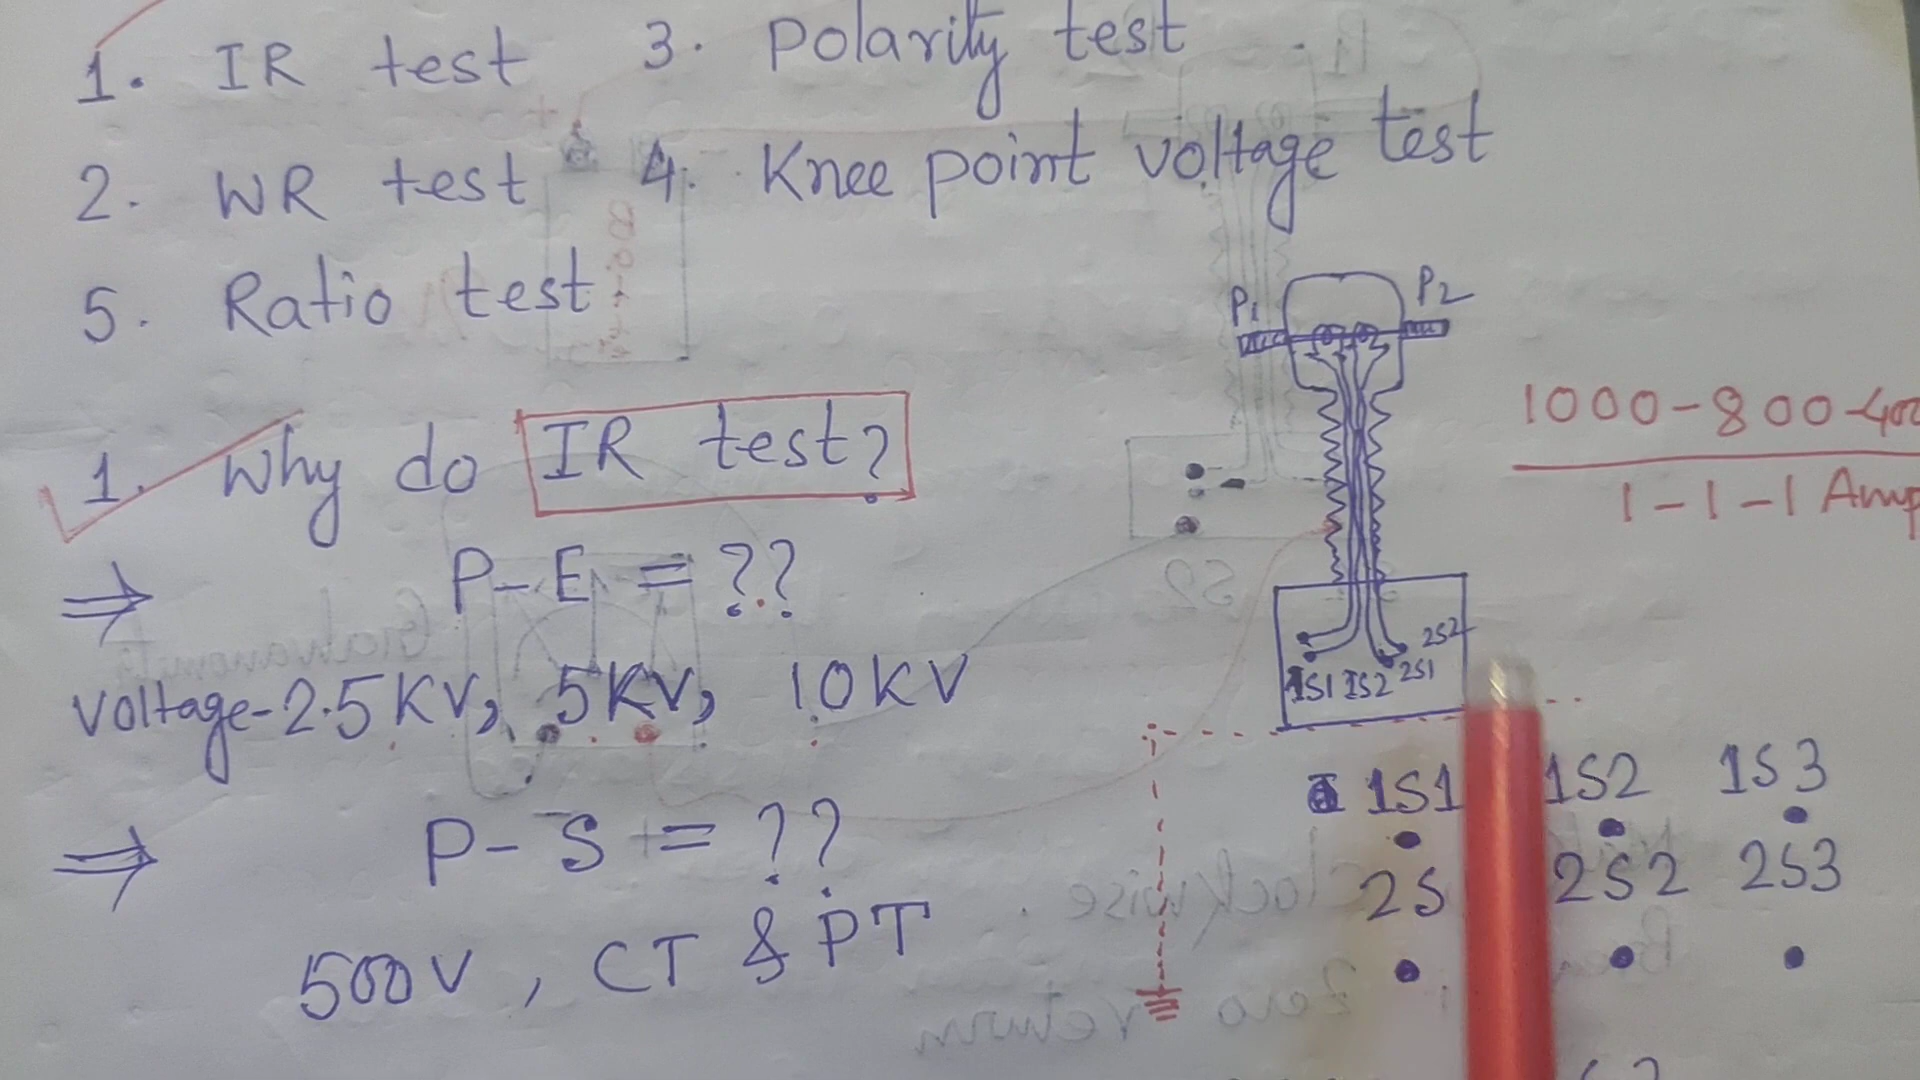 1. IR test
3. Polarity test
2. WR test
4. Knee point voltage test
5. Ratio test
P1
P2
1000-800-400
1-1-1 Amp
1. Why do IR test?
⇒ P-E = ??
Voltage-2.5KV, 5KV, 10KV
⇒ P-S = ??
500V, CT & PT
1S1 1S2 2S1 2S2
1S1 1S2 1S3
2S 2S2 2S3